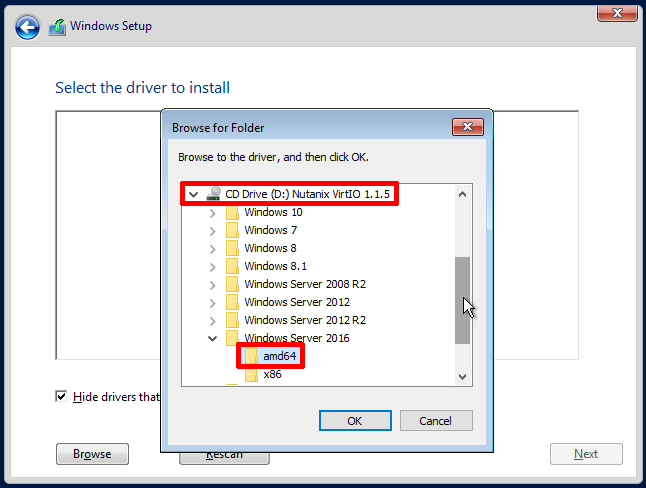 Windows Setup
Select the driver to install
Browse for Folder
Browse to the driver, and then click OK.
CD Drive (D:) Nutanix VirtIO 1.1.5
Windows 10
Windows 7
Windows 8
Windows 8.1
Windows Server 2008 R2
Windows Server 2012
Windows Server 2012 R2
Windows Server 2016
amd64
x86
Hide drivers that
OK Cancel
Browse Rescan Next